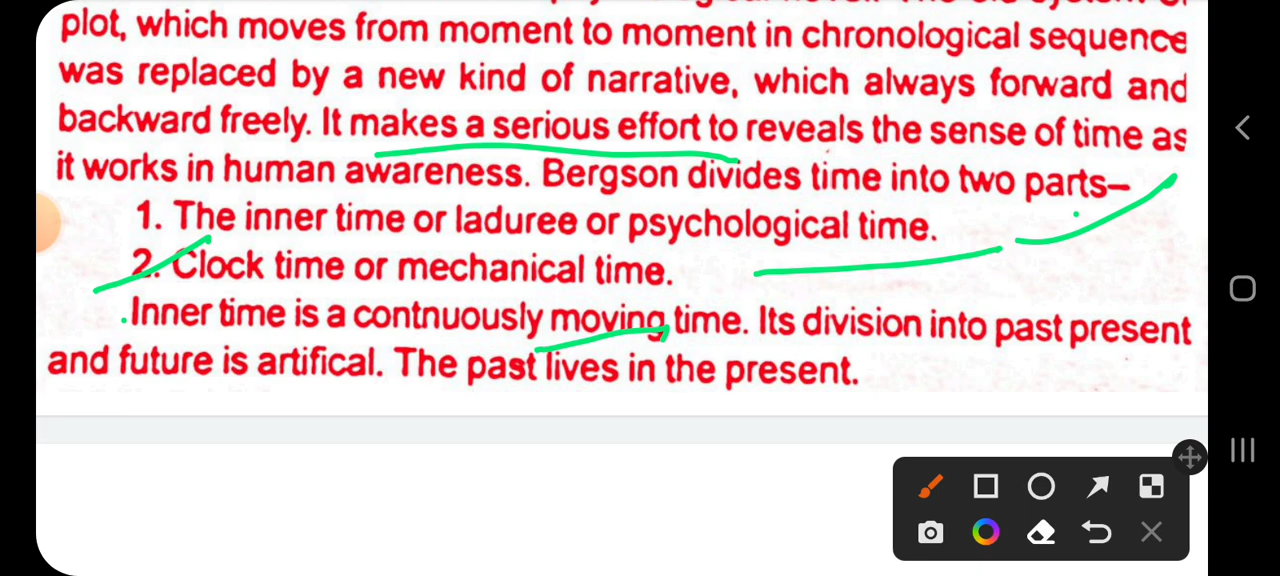 plot, which moves from moment to moment in chronological sequence
was replaced by a new kind of narrative, which always forward and
backward freely. It makes a serious effort to reveals the sense of time as
it works in human awareness. Bergson divides time into two parts–
1. The inner time or laduree or psychological time.
2. Clock time or mechanical time.
.Inner time is a contnuously moving time. Its division into past present
and future is artifical. The past lives in the present.